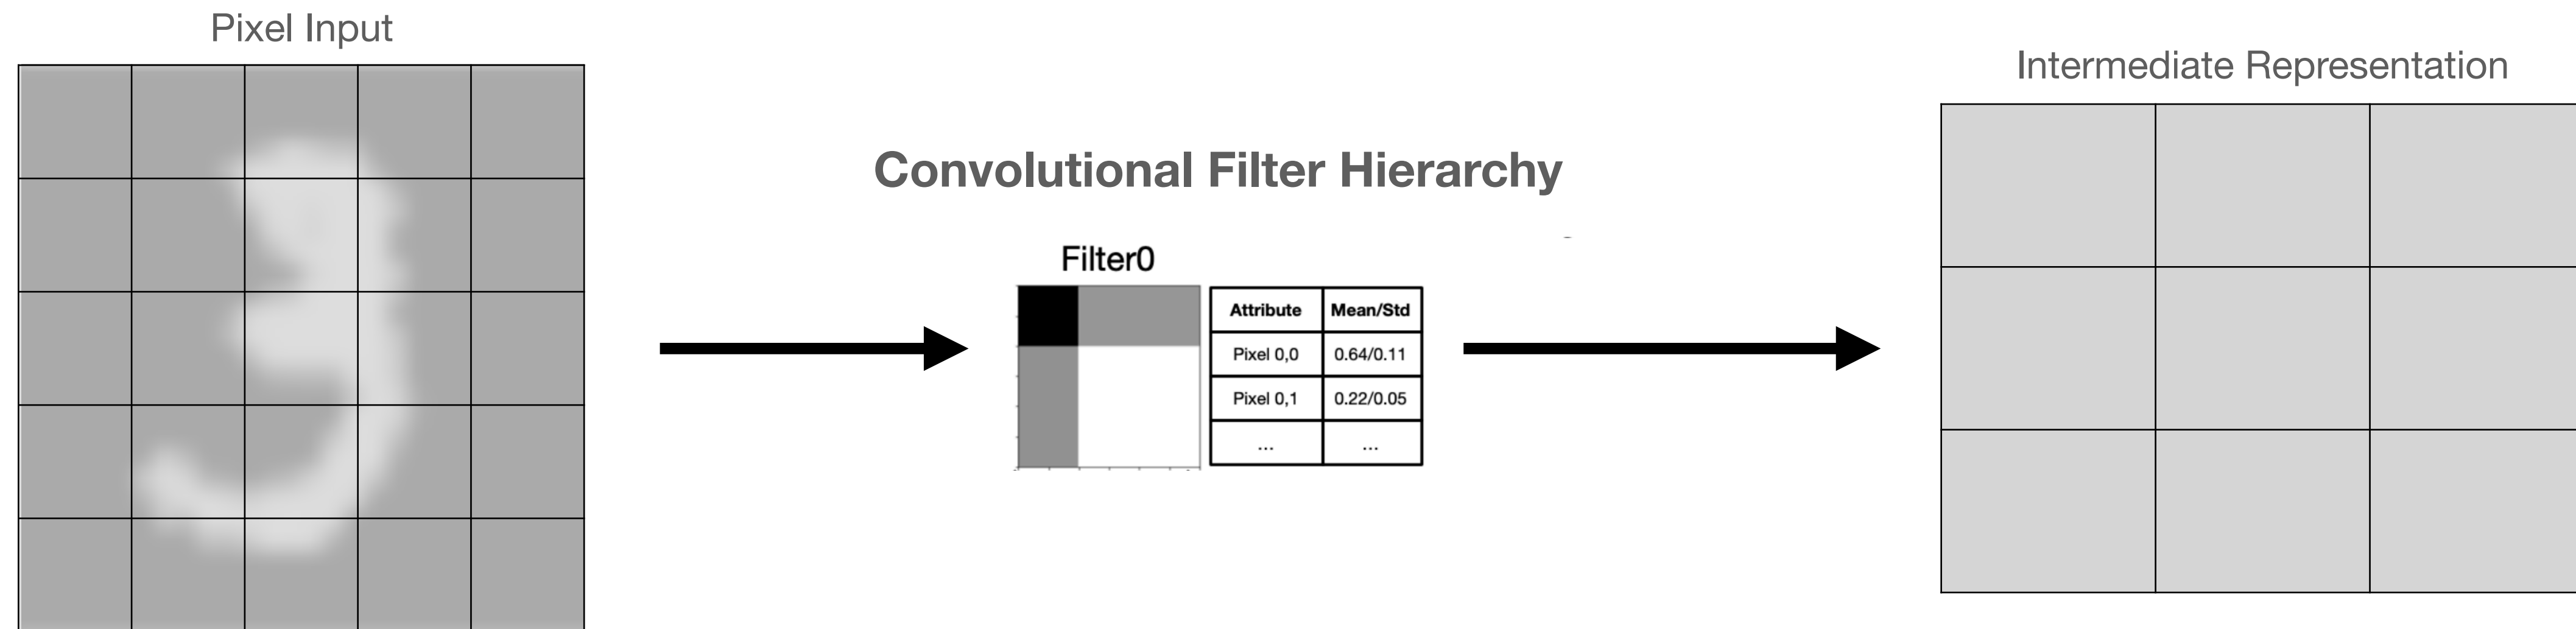 Pixel Input
Intermediate Representation
Convolutional Filter Hierarchy
Filter0
Attribute Mean/Std
Pixel 0,0 0.64/0.11
Pixel 0,1 0.22/0.05
... ...